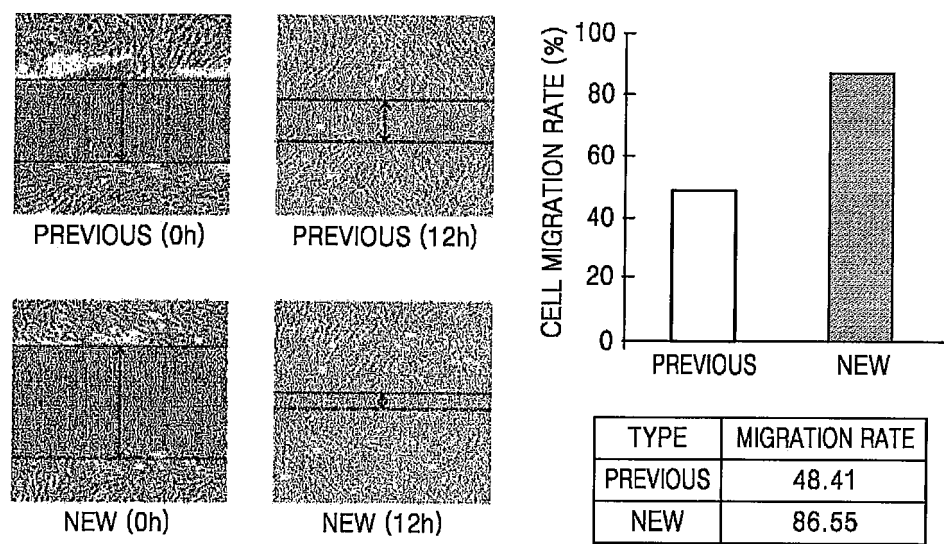 PREVIOUS (0h)
PREVIOUS (12h)
NEW (0h)
NEW (12h)
CELL MIGRATION RATE (%)
100
80
60
40
20
0
PREVIOUS
NEW
TYPE MIGRATION RATE
PREVIOUS 48.41
NEW 86.55